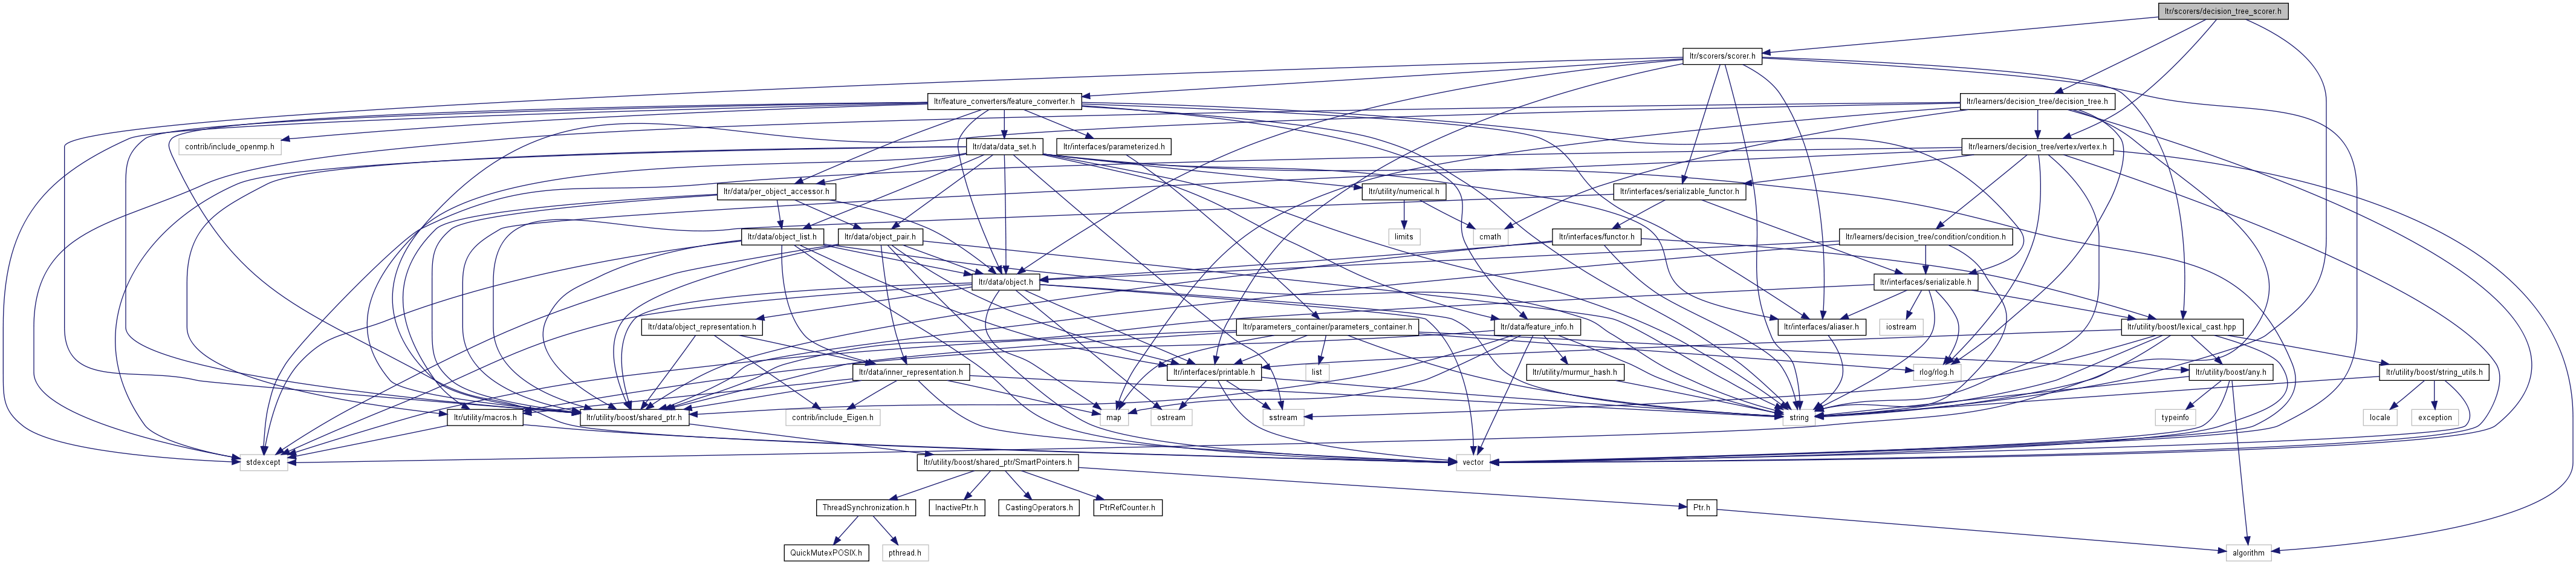 ltr/scorers/decision_tree_scorer.h
ltr/scorers/scorer.h
ltr/feature_converters/feature_converter.h
ltr/learners/decision_tree/decision_tree.h
contrib/include_openmp.h
ltr/data/data_set.h
ltr/interfaces/parameterized.h
ltr/learners/decision_tree/vertex/vertex.h
ltr/data/per_object_accessor.h
ltr/utility/numerical.h
ltr/interfaces/serializable_functor.h
ltr/data/object_list.h
ltr/data/object_pair.h
limits
cmath
ltr/interfaces/functor.h
ltr/learners/decision_tree/condition/condition.h
ltr/data/object.h
ltr/interfaces/serializable.h
ltr/data/object_representation.h
ltr/parameters_container/parameters_container.h
ltr/data/feature_info.h
ltr/interfaces/aliaser.h
iostream
ltr/utility/boost/lexical_cast.hpp
ltr/data/inner_representation.h
ltr/interfaces/printable.h
list
ltr/utility/murmur_hash.h
rlog/rlog.h
ltr/utility/boost/any.h
ltr/utility/boost/string_utils.h
ltr/utility/macros.h
ltr/utility/boost/shared_ptr.h
contrib/include_Eigen.h
map
ostream
sstream
string
typeinfo
locale
exception
stdexcept
ltr/utility/boost/shared_ptr/SmartPointers.h
vector
ThreadSynchronization.h
InactivePtr.h
CastingOperators.h
PtrRefCounter.h
Ptr.h
QuickMutexPOSIX.h
pthread.h
algorithm